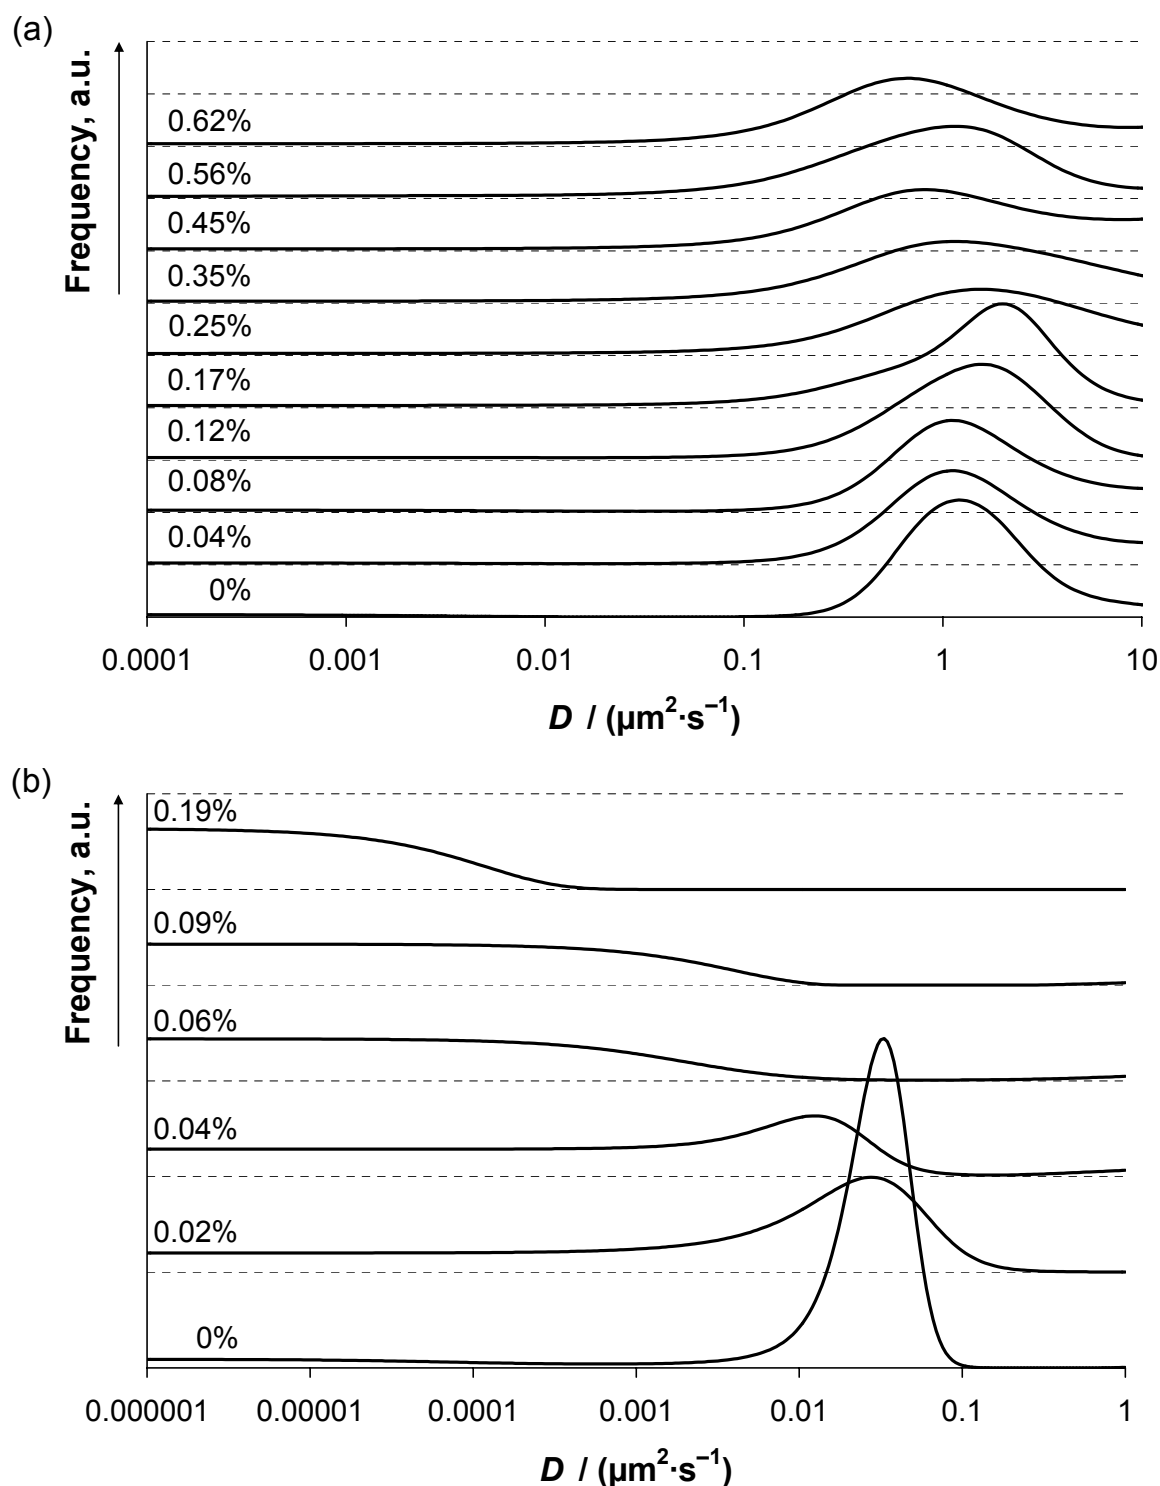 (a)
Frequency, a.u.
0.62%
0.56%
0.45%
0.35%
0.25%
0.17%
0.12%
0.08%
0.04%
0%
0.0001 0.001 0.01 0.1 1 10
D / (µm²·s⁻¹)
(b)
Frequency, a.u.
0.19%
0.09%
0.06%
0.04%
0.02%
0%
0.000001 0.00001 0.0001 0.001 0.01 0.1 1
D / (µm²·s⁻¹)